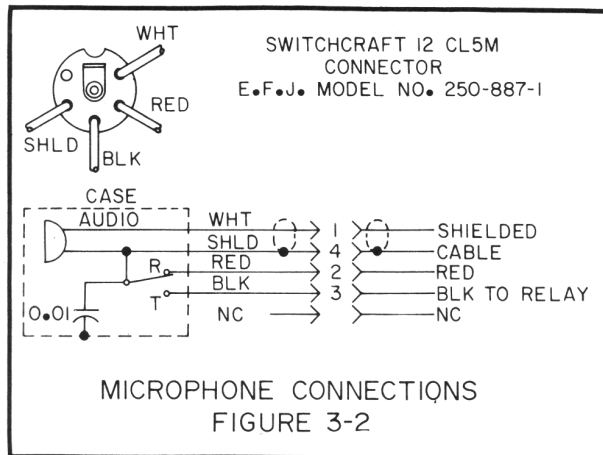 WHT
SWITCHCRAFT 12 CL5M
CONNECTOR
E.F.J. MODEL NO. 250-887-1
RED
SHLD
BLK
CASE
AUDIO
WHT
1
SHIELDED
SHLD
4
CABLE
R
RED
2
RED
BLK
3
BLK TO RELAY
0.01
T
NC
NC
MICROPHONE CONNECTIONS
FIGURE 3-2